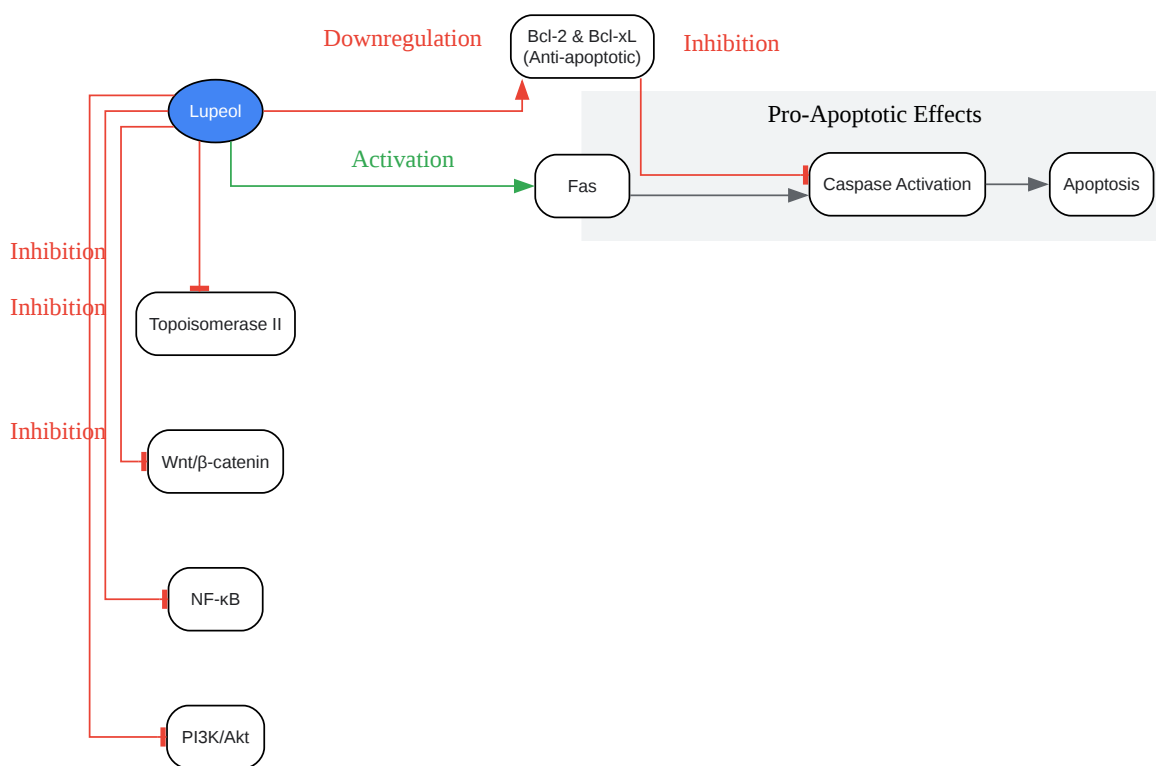 Downregulation
Bcl-2 & Bcl-xL
(Anti-apoptotic)
Inhibition
Lupeol
Pro-Apoptotic Effects
Activation
Fas
Caspase Activation
Apoptosis
Inhibition
Inhibition
Topoisomerase II
Inhibition
Wnt/β-catenin
NF-κB
PI3K/Akt